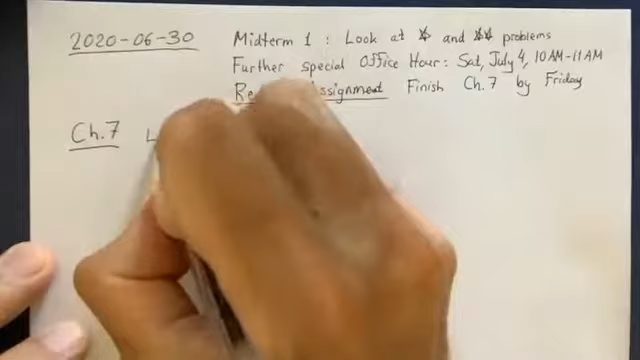 2020-06-30 Midterm 1 : Look at ☆ and ☆☆ problems
Further special Office Hour: Sat, July 4, 10 AM-11 AM
Assignment Finish Ch.7 by Friday
Ch.7